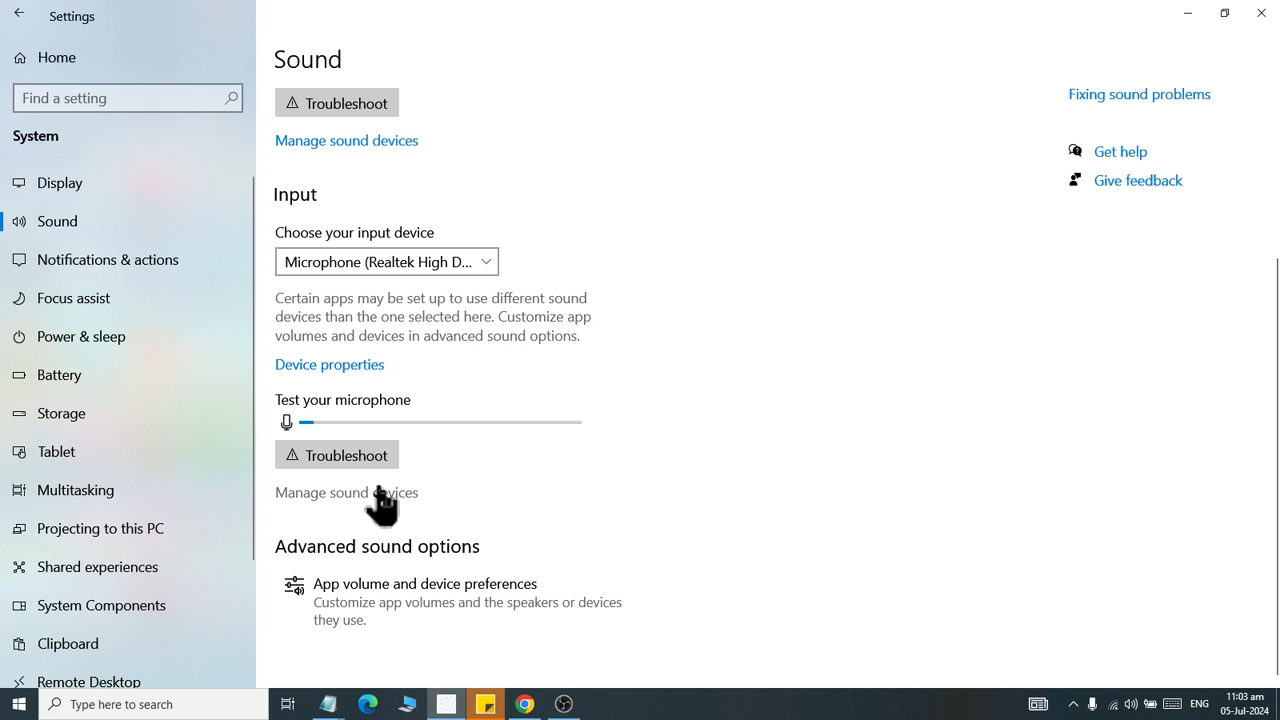 Settings
Home
Find a setting
System
Display
Sound
Notifications & actions
Focus assist
Power & sleep
Battery
Storage
Tablet
Multitasking
Projecting to this PC
Shared experiences
System Components
Clipboard
Remote Desktop
Sound
Troubleshoot
Manage sound devices
Input
Choose your input device
Microphone (Realtek High D...
Certain apps may be set up to use different sound
devices than the one selected here. Customize app
volumes and devices in advanced sound options.
Device properties
Test your microphone
Troubleshoot
Manage sound devices
Advanced sound options
App volume and device preferences
Customize app volumes and the speakers or devices
they use.
Fixing sound problems
Get help
Give feedback
Type here to search
ENG
11:03 am
05-Jul-2024